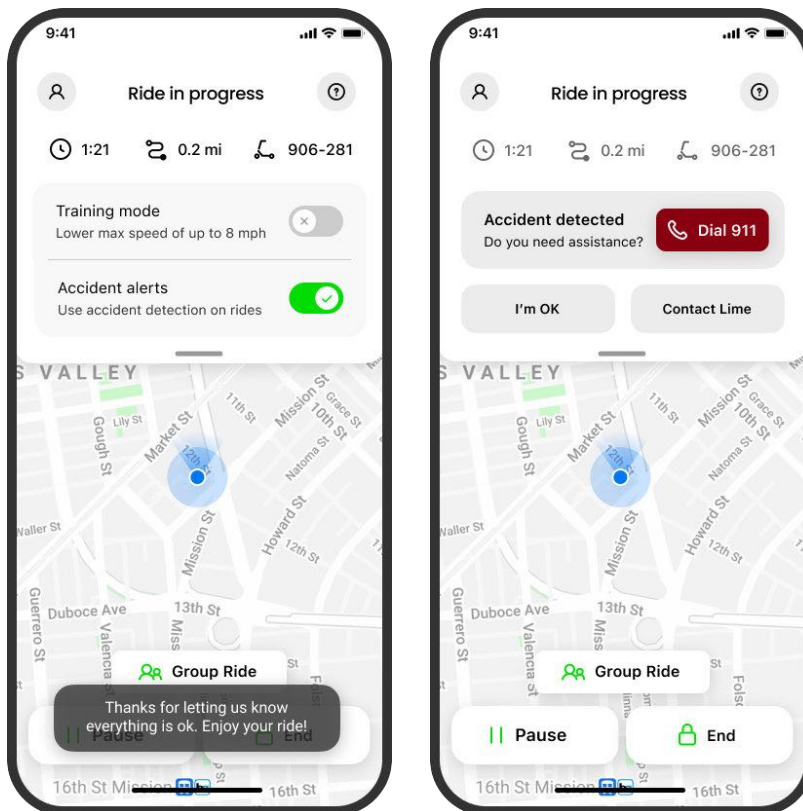 9:41
Ride in progress
1:21
0.2 mi
906-281
Training mode
Lower max speed of up to 8 mph
Accident alerts
Use accident detection on rides
S VALLEY
Lily St
Gough St
Market St
11th St
Mission St
10th St
Grace St
12th St
Natoma St
Mission St
Howard St
12th St
Waller St
Guerrero St
Duboce Ave
Valencia
13th St
Miss
St
Group Ride
Thanks for letting us know
everything is ok. Enjoy your ride!
Pause
End
16th St Mission
16th St
9:41
Ride in progress
1:21
0.2 mi
906-281
Accident detected
Do you need assistance?
Dial 911
I'm OK
Contact Lime
S VALLEY
Lily St
Gough St
Market St
11th St
Mission St
10th St
Grace St
12th St
Natoma St
Mission St
Howard St
12th St
Waller St
Guerrero St
Duboce Ave
Valencia
13th St
Miss
St
Group Ride
Pause
End
16th St Mission
16th St